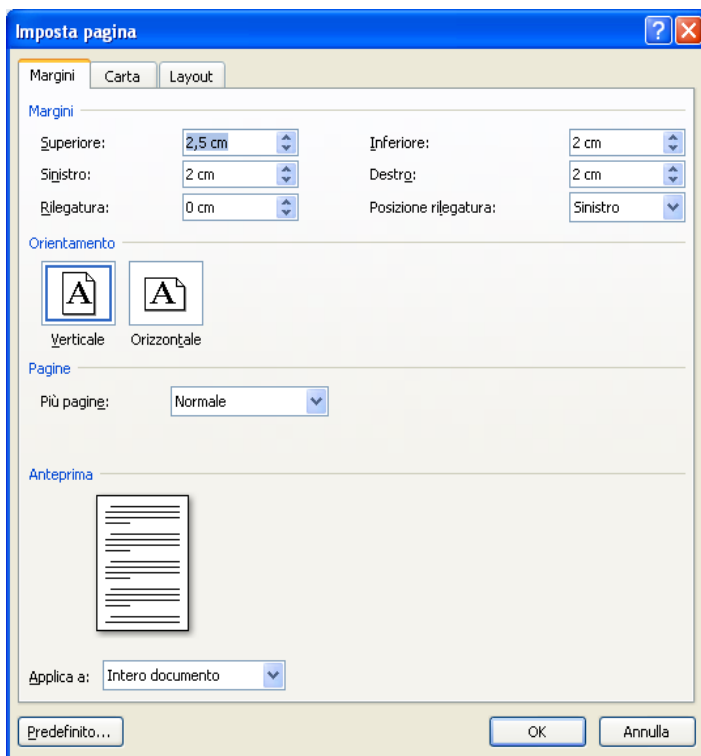 Imposta pagina
Margini Carta Layout
Margini
Superiore: 2,5 cm Inferiore: 2 cm
Sinistro: 2 cm Destro: 2 cm
Rilegatura: 0 cm Posizione rilegatura: Sinistro
Orientamento
A A
Verticale Orizzontale
Pagine
Più pagine: Normale
Anteprima
Applica a: Intero documento
Predefinito... OK Annulla